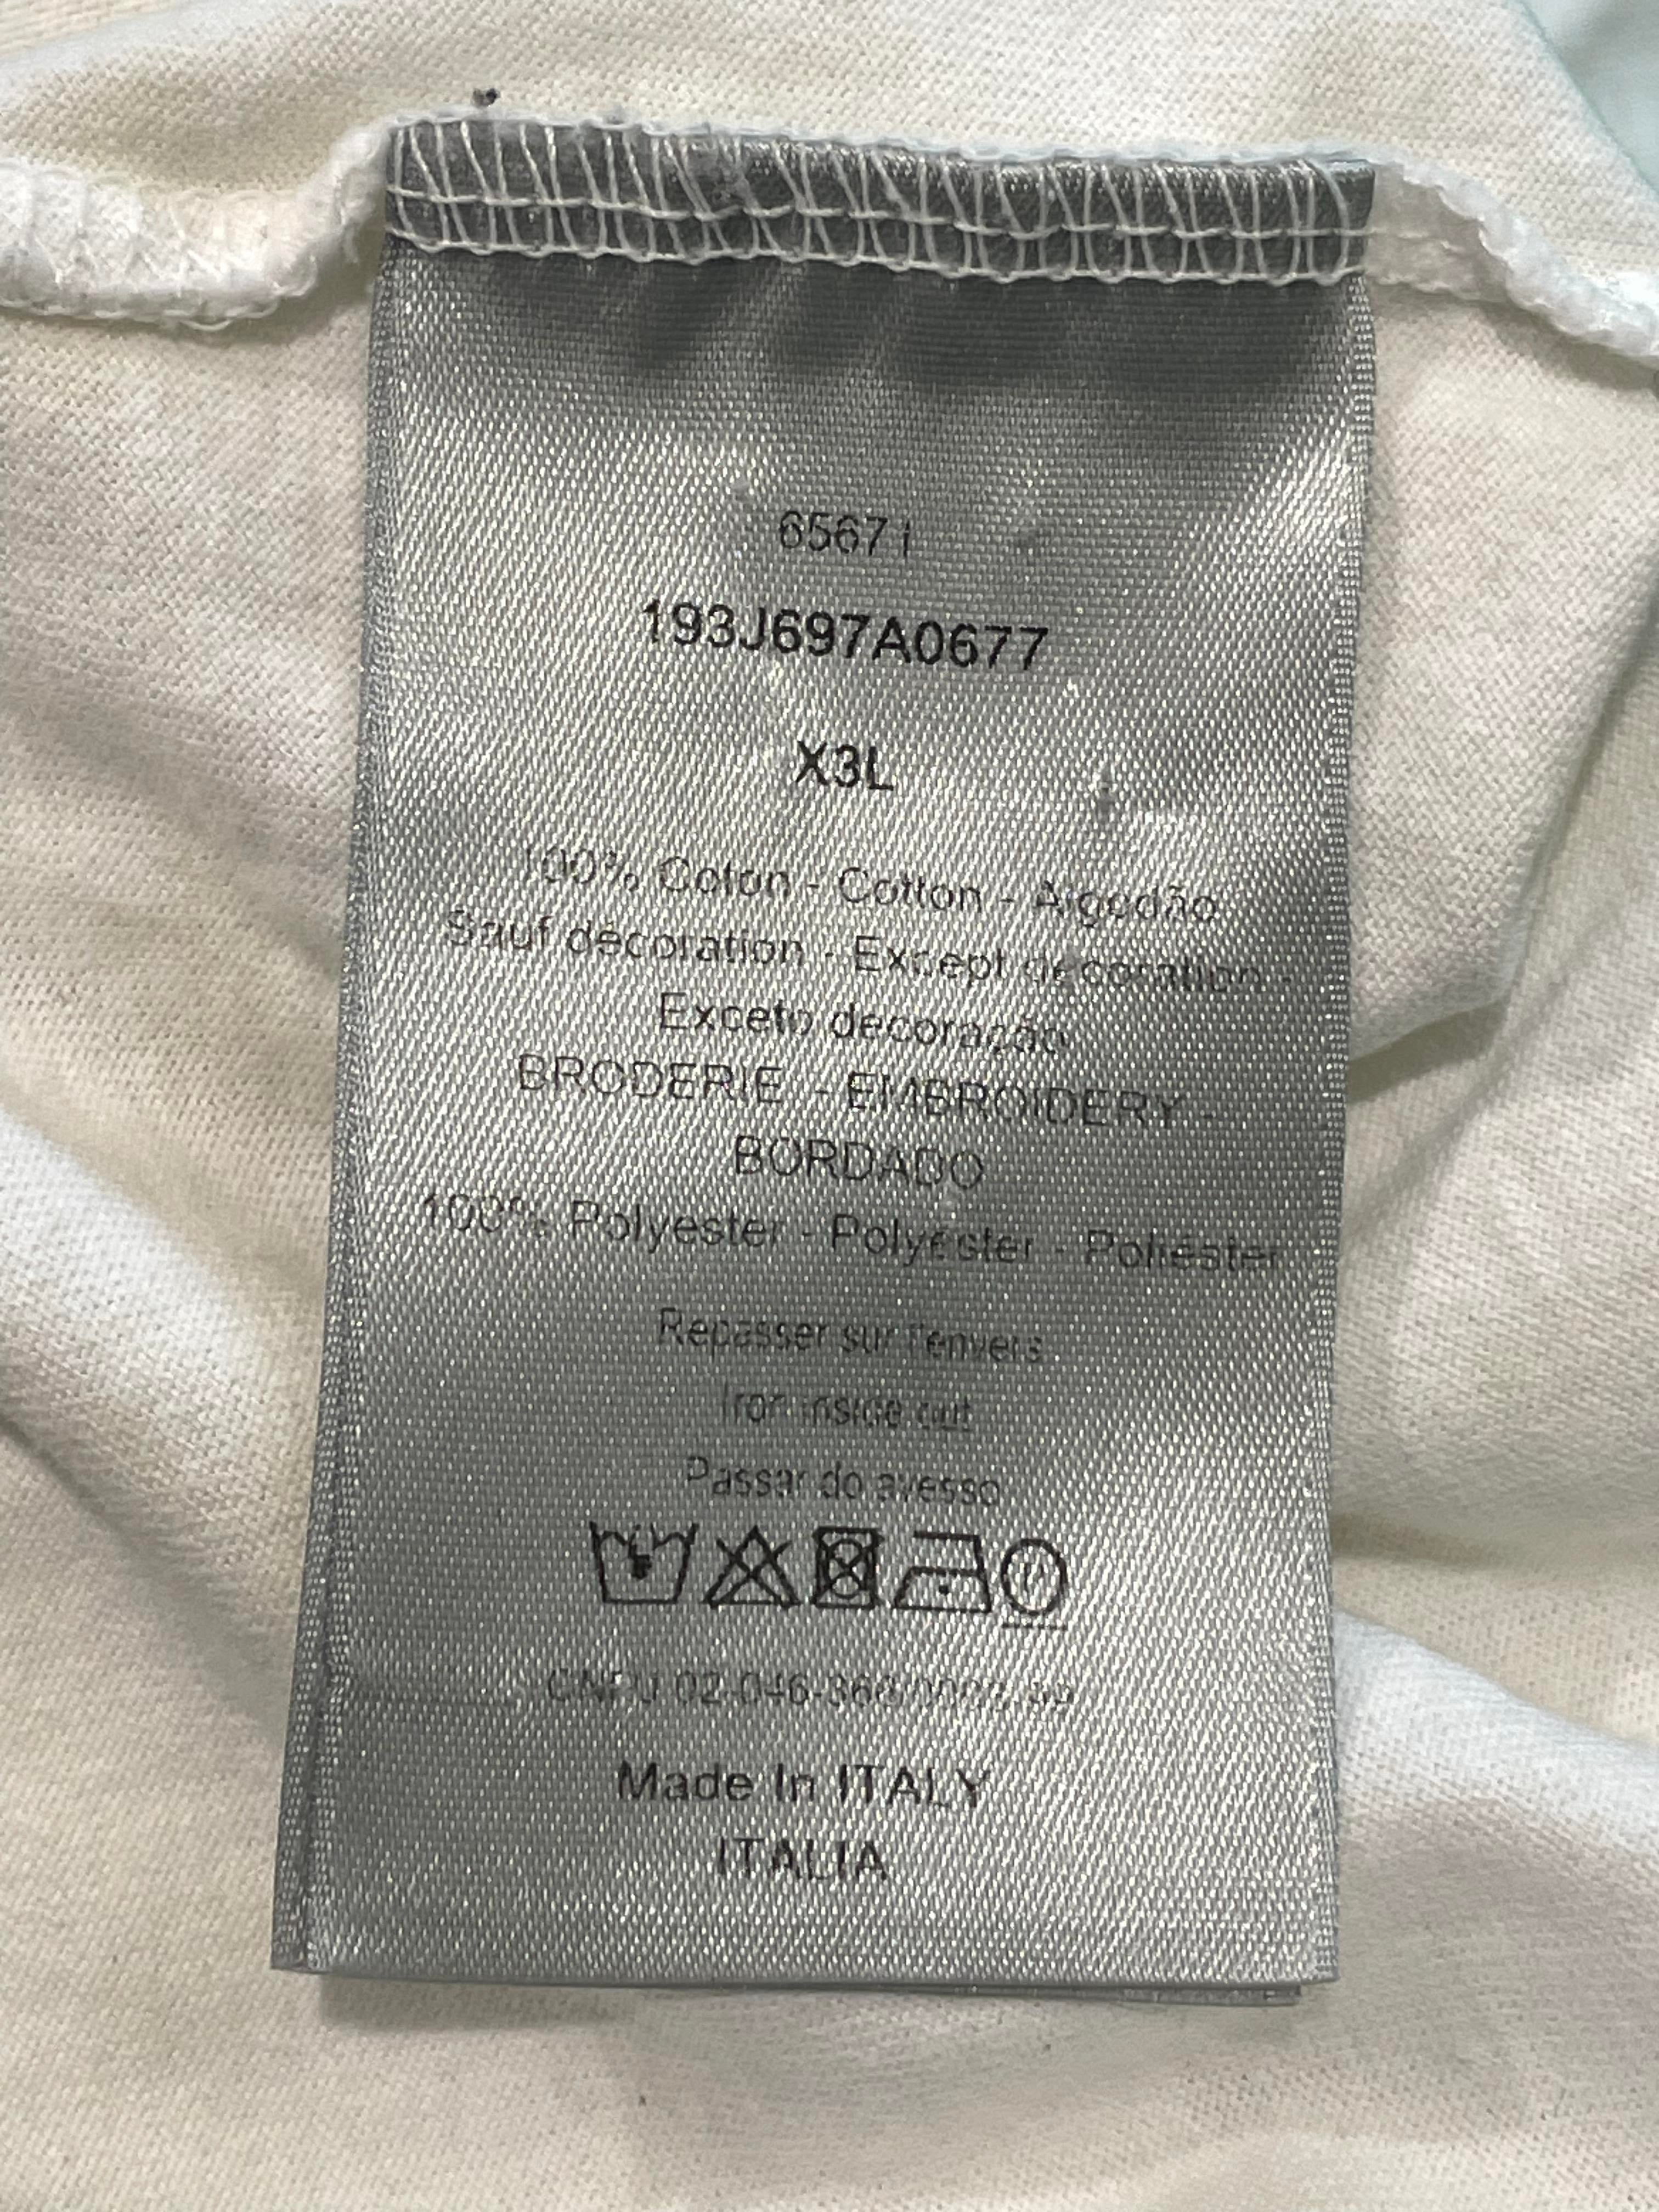 65671
193J697A0677
X3L
100% Coton - Cotton - Algodão
Sauf décoration - Except decoration -
Exceto decoração
BRODERIE - EMBROIDERY -
BORDADO
100% Polyester - Polyester - Poliéster
Repasser sur l'envers
Iron inside out
Passar do avesso
Made In ITALY
ITALIA